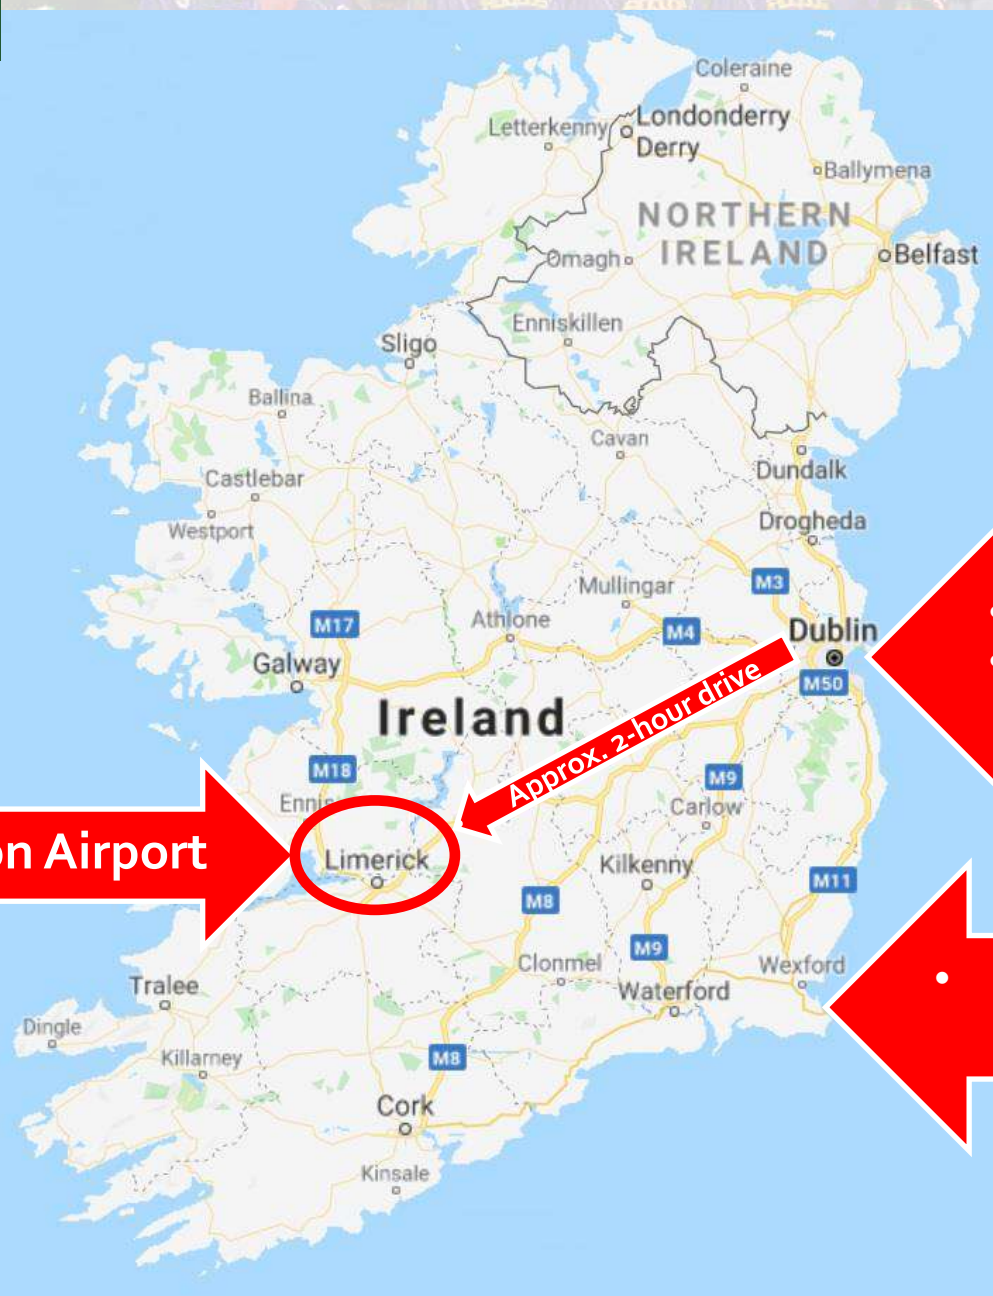 Coleraine
Londonderry
Derry
Letterkenny
Ballymena
NORTHERN
IRELAND
Omagh
Belfast
Enniskillen
Sligo
Ballina
Cavan
Castlebar
Dundalk
Westport
Drogheda
Mullingar
M3
Athlone
M17
M4
Dublin
Galway
M50
Approx. 2-hour drive
Ireland
M18
M9
Carlow
on Airport
Limerick
Kilkenny
M11
M8
M9
Clonmel
Wexford
Tralee
Waterford
Dingle
Killarney
M8
Cork
Kinsale